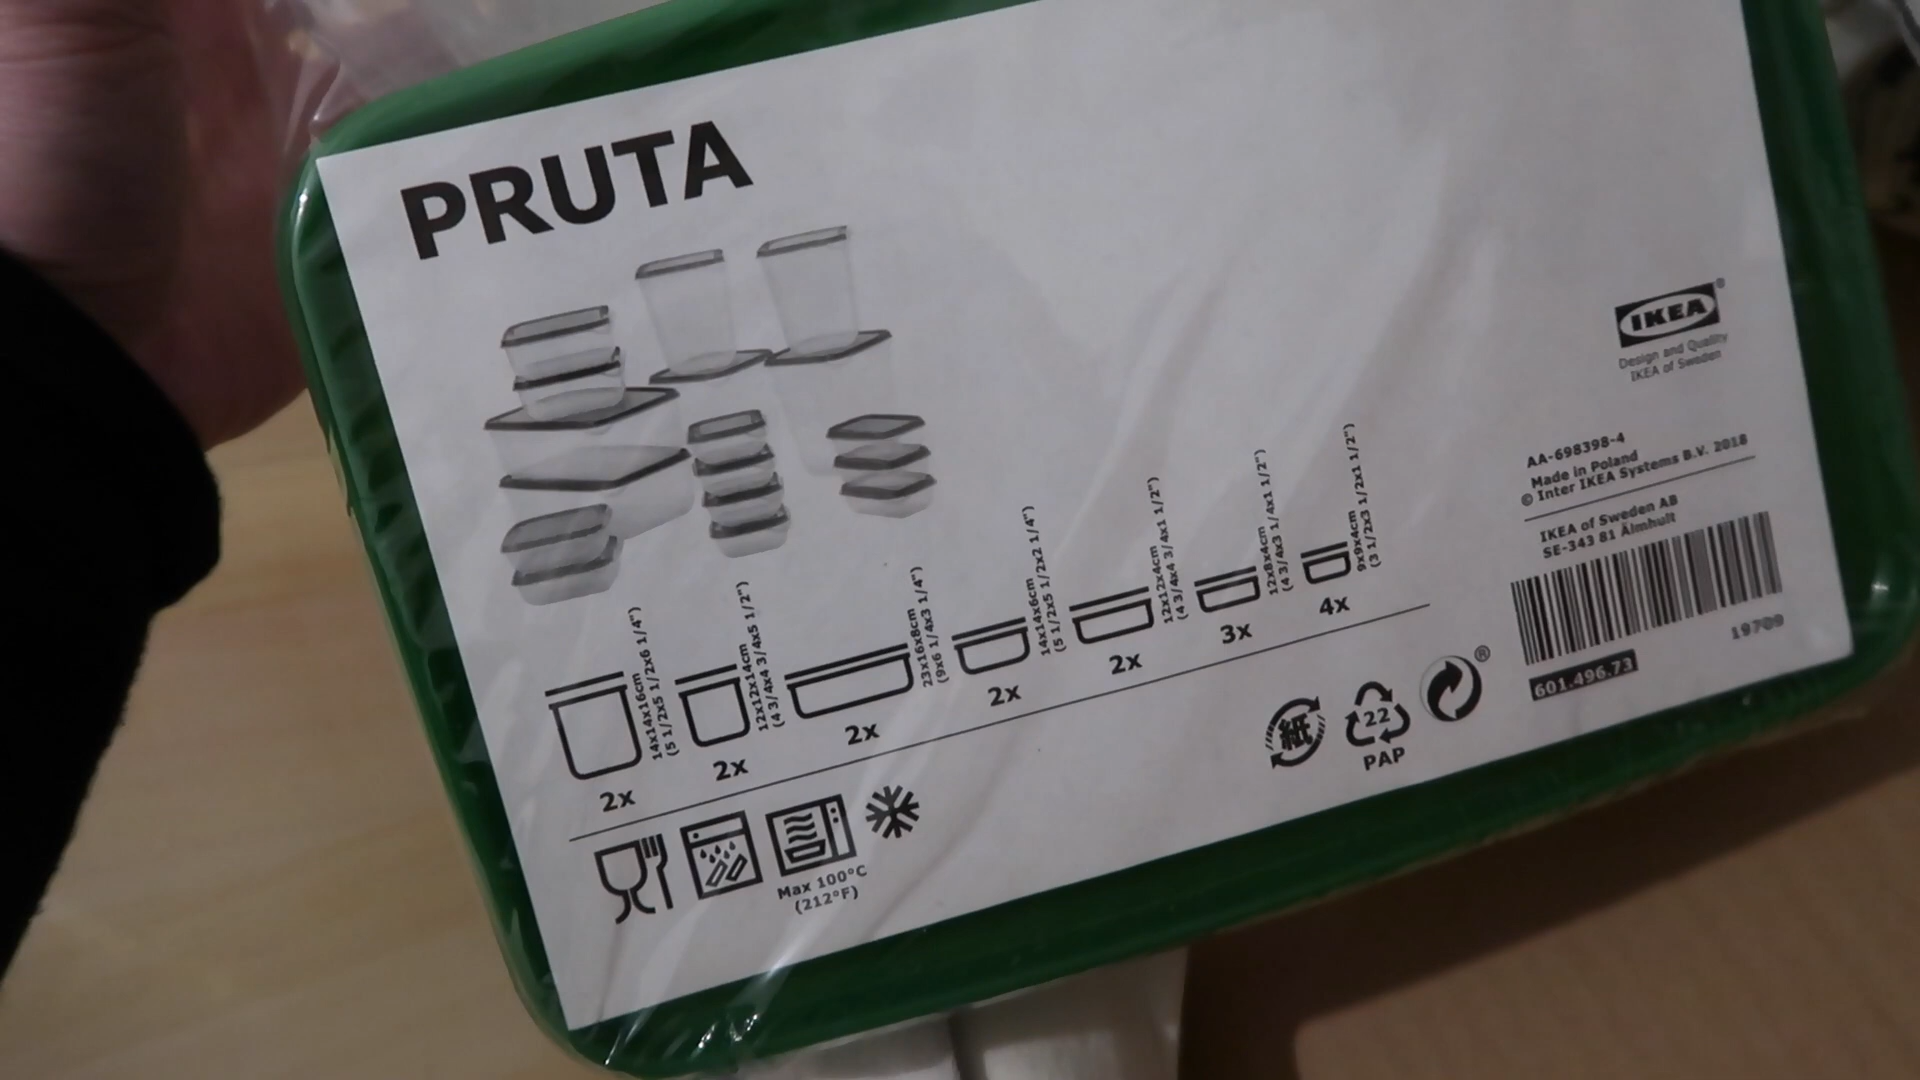 PRUTA
IKEA®
Design and Quality
IKEA of Sweden
AA-698398-4
Made in Poland
© Inter IKEA Systems B.V. 2018
IKEA of Sweden AB
SE-343 81 Älmhult
19709
601.496.73
14x14x16cm
(5 1/2x5 1/2x6 1/4")
2x
12x12x14cm
(4 3/4x4 3/4x5 1/2")
2x
23x16x8cm
(9x6 1/4x3 1/4")
2x
14x14x6cm
(5 1/2x5 1/2x2 1/4")
2x
12x12x4cm
(4 3/4x4 3/4x1 1/2")
2x
12x8x4cm
(4 3/4x3 1/4x1 1/2")
3x
9x9x4cm
(3 1/2x3 1/2x1 1/2")
4x
紙
22
PAP
®
Max 100°C
(212°F)